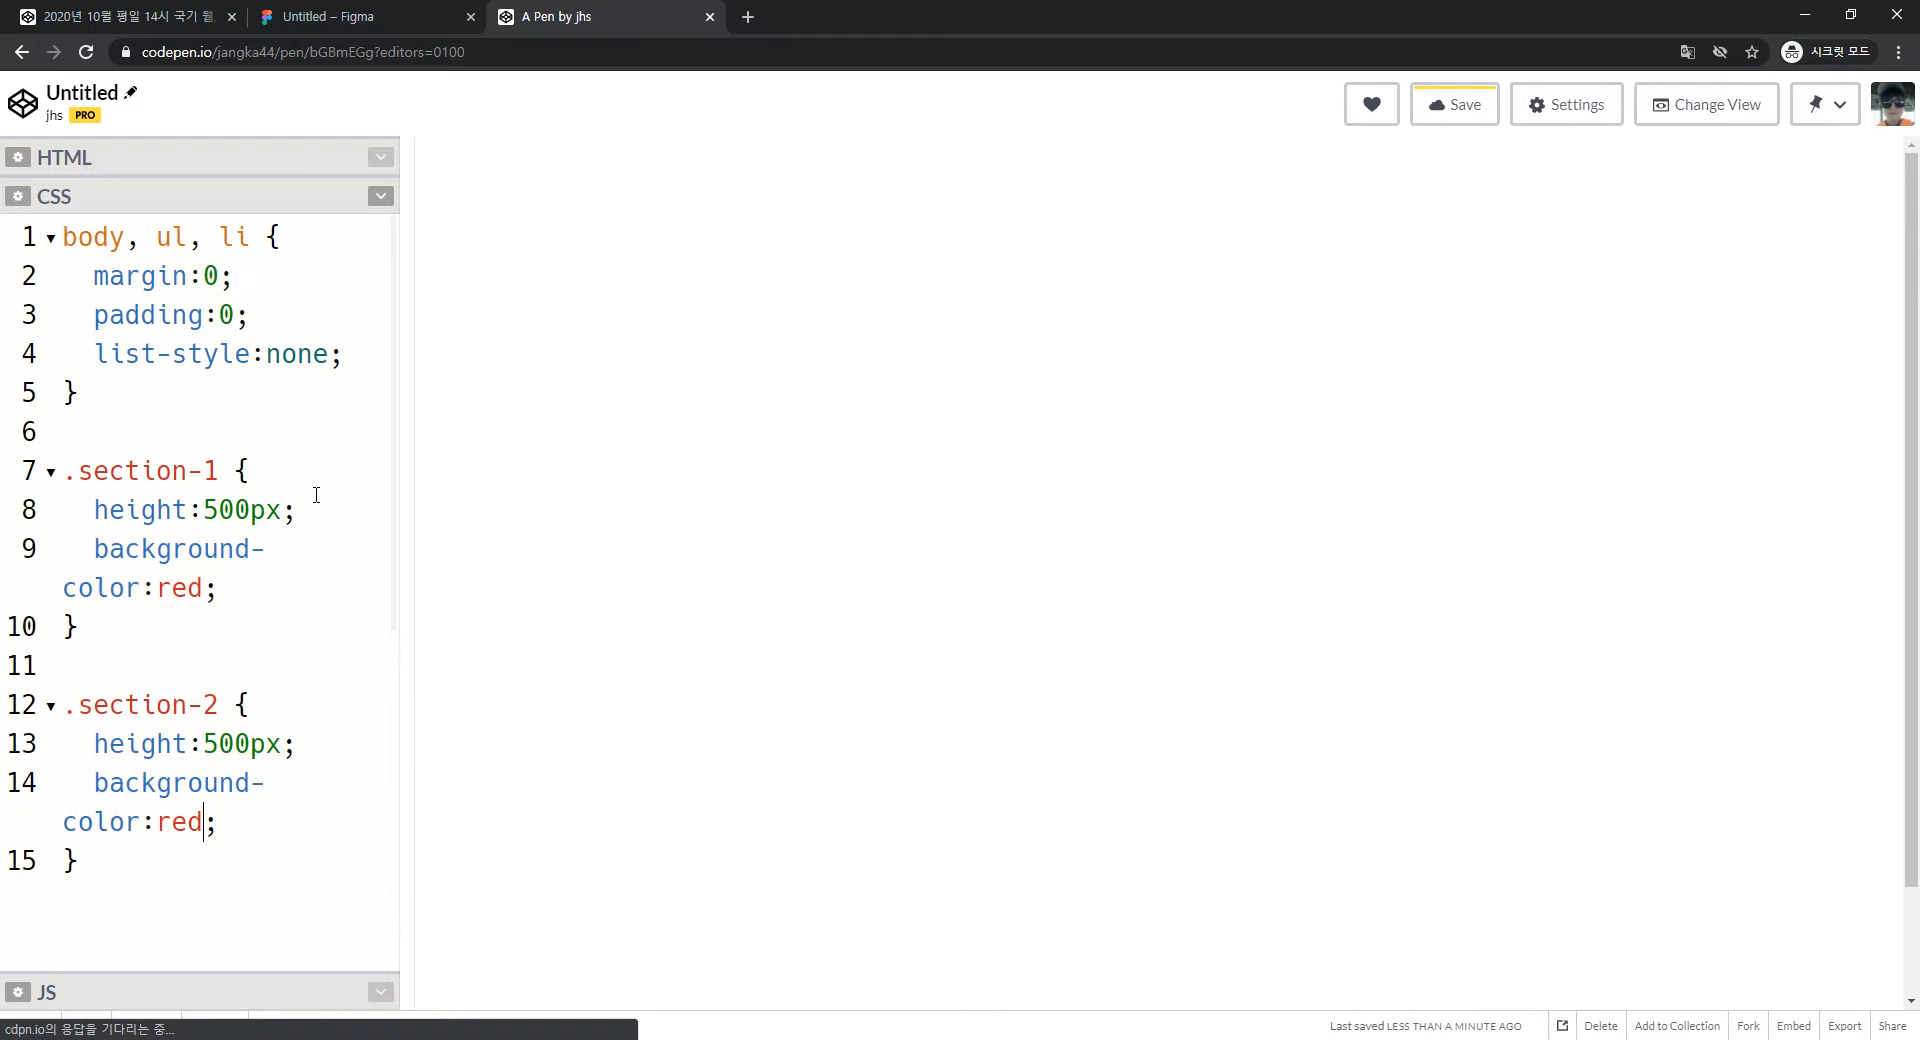 2020년 10월 평일 14시 국기 웹
Untitled – Figma
A Pen by jhs
codepen.io/jangka44/pen/bGBmEGg?editors=0100
시크릿 모드
Untitled
jhs PRO
Save
Settings
Change View
HTML
CSS
1 body, ul, li {
2 margin:0;
3 padding:0;
4 list-style:none;
5 }
6
7 .section-1 {
8 height:500px;
9 background-
color:red;
10 }
11
12 .section-2 {
13 height:500px;
14 background-
color:red;
15 }
JS
cdpn.io의 응답을 기다리는 중...
Last saved LESS THAN A MINUTE AGO
Delete
Add to Collection
Fork
Embed
Export
Share